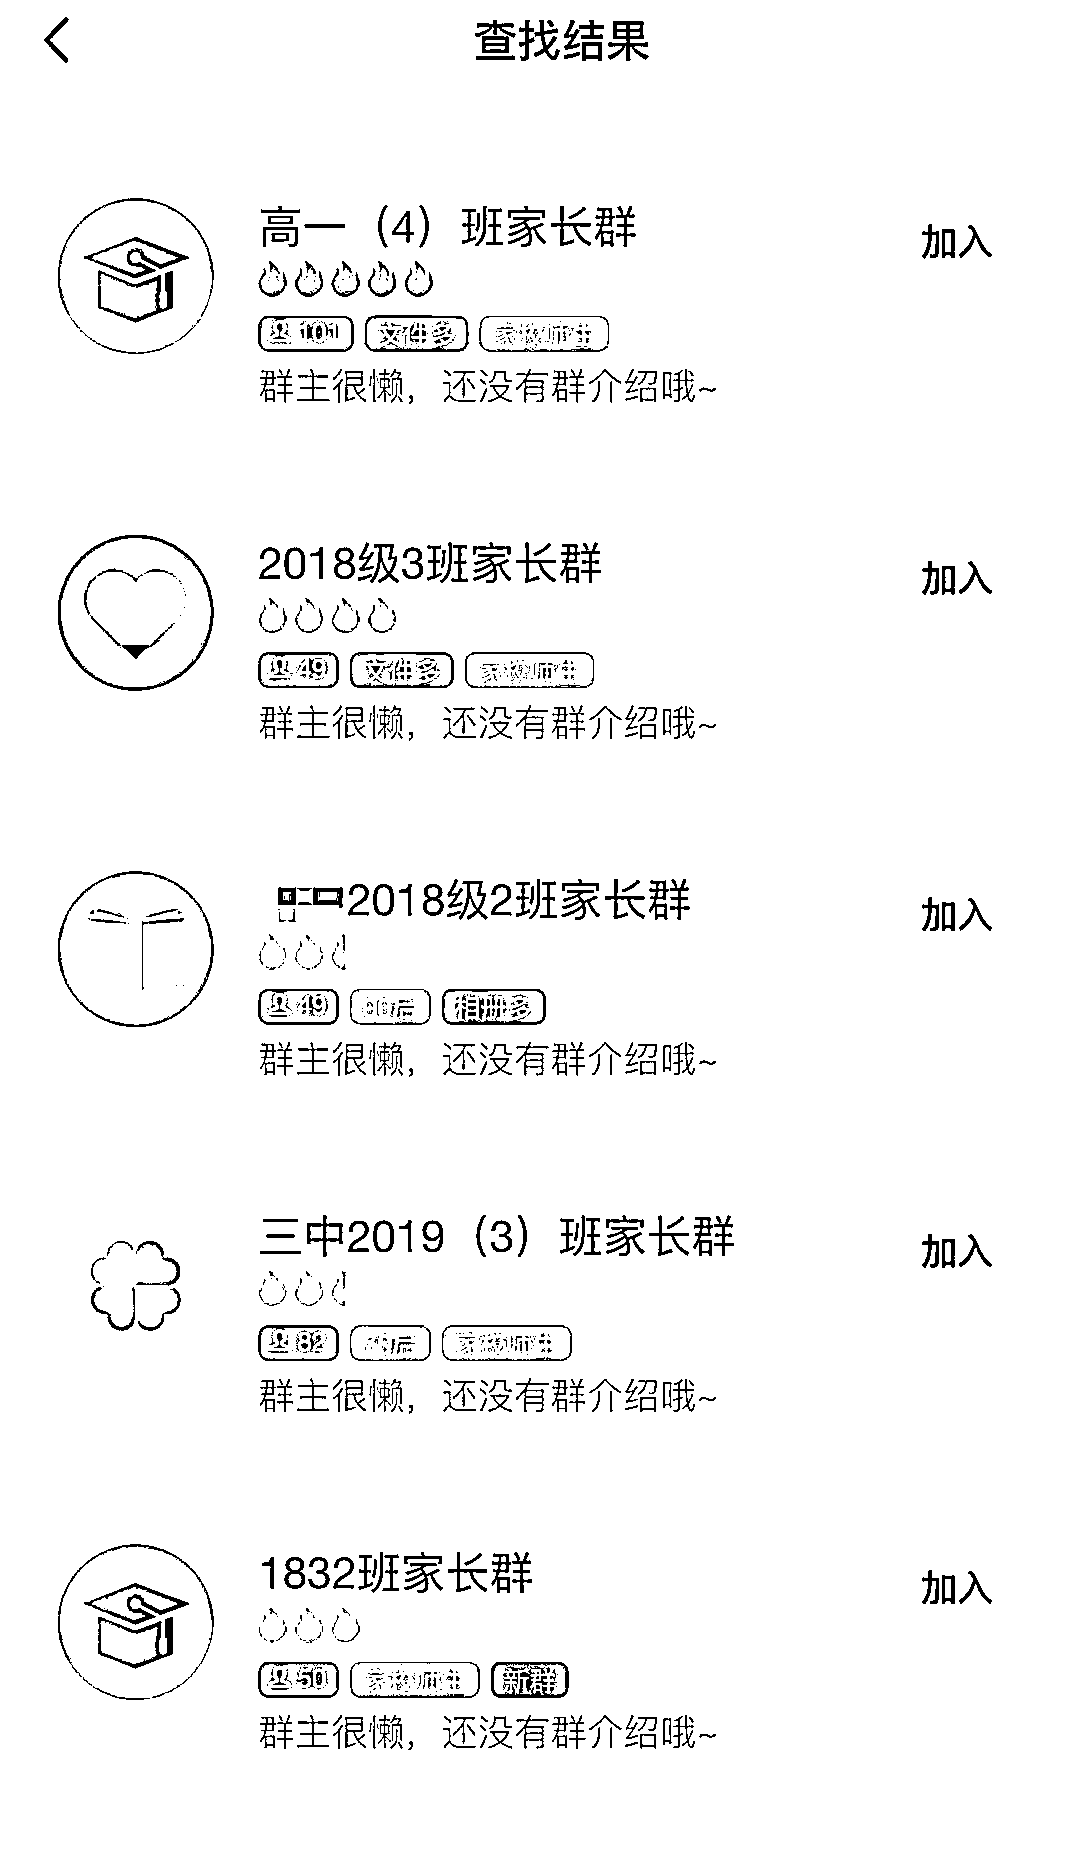 查找结果
高一（4）班家长群
加入
101 文件多 家校师生
群主很懒，还没有群介绍哦~
2018级3班家长群
加入
49 文件多 家校师生
群主很懒，还没有群介绍哦~
2018级2班家长群
加入
49 相册多
群主很懒，还没有群介绍哦~
三中2019（3）班家长群
加入
82 家校师生
群主很懒，还没有群介绍哦~
1832班家长群
加入
50 家校师生 新群
群主很懒，还没有群介绍哦~